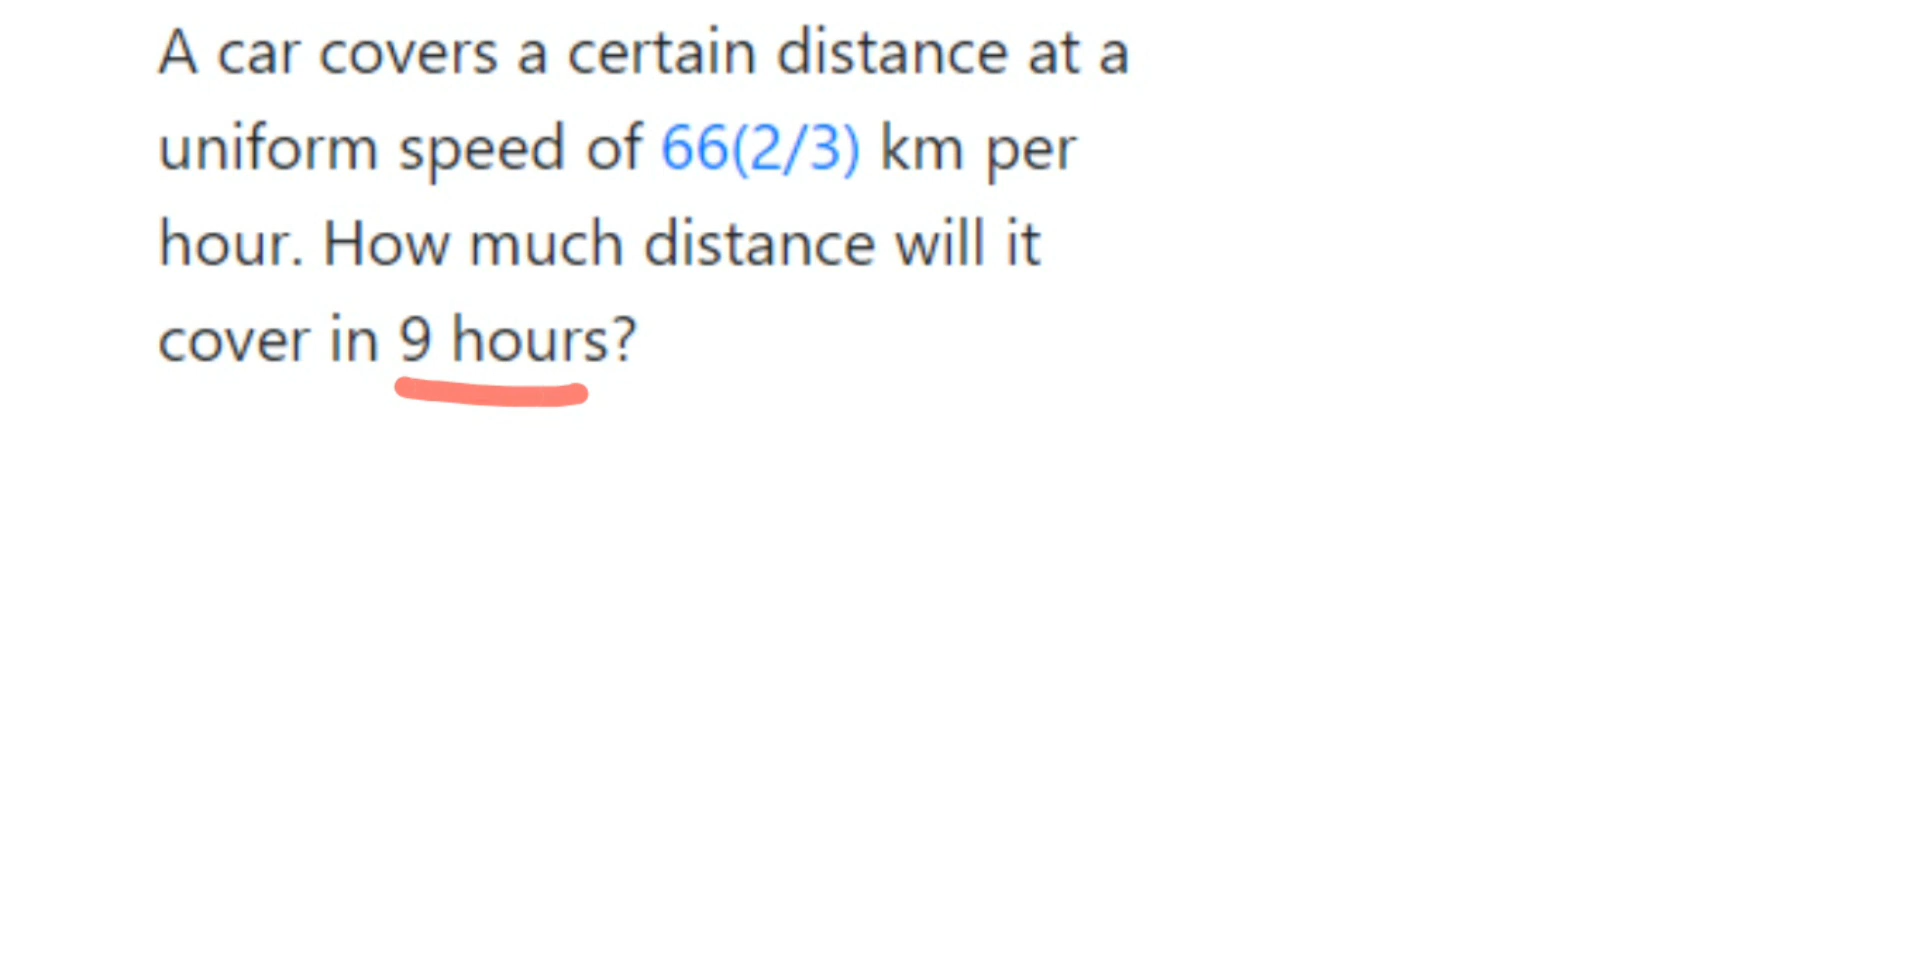 A car covers a certain distance at a
uniform speed of 66(2/3) km per
hour. How much distance will it
cover in 9 hours?